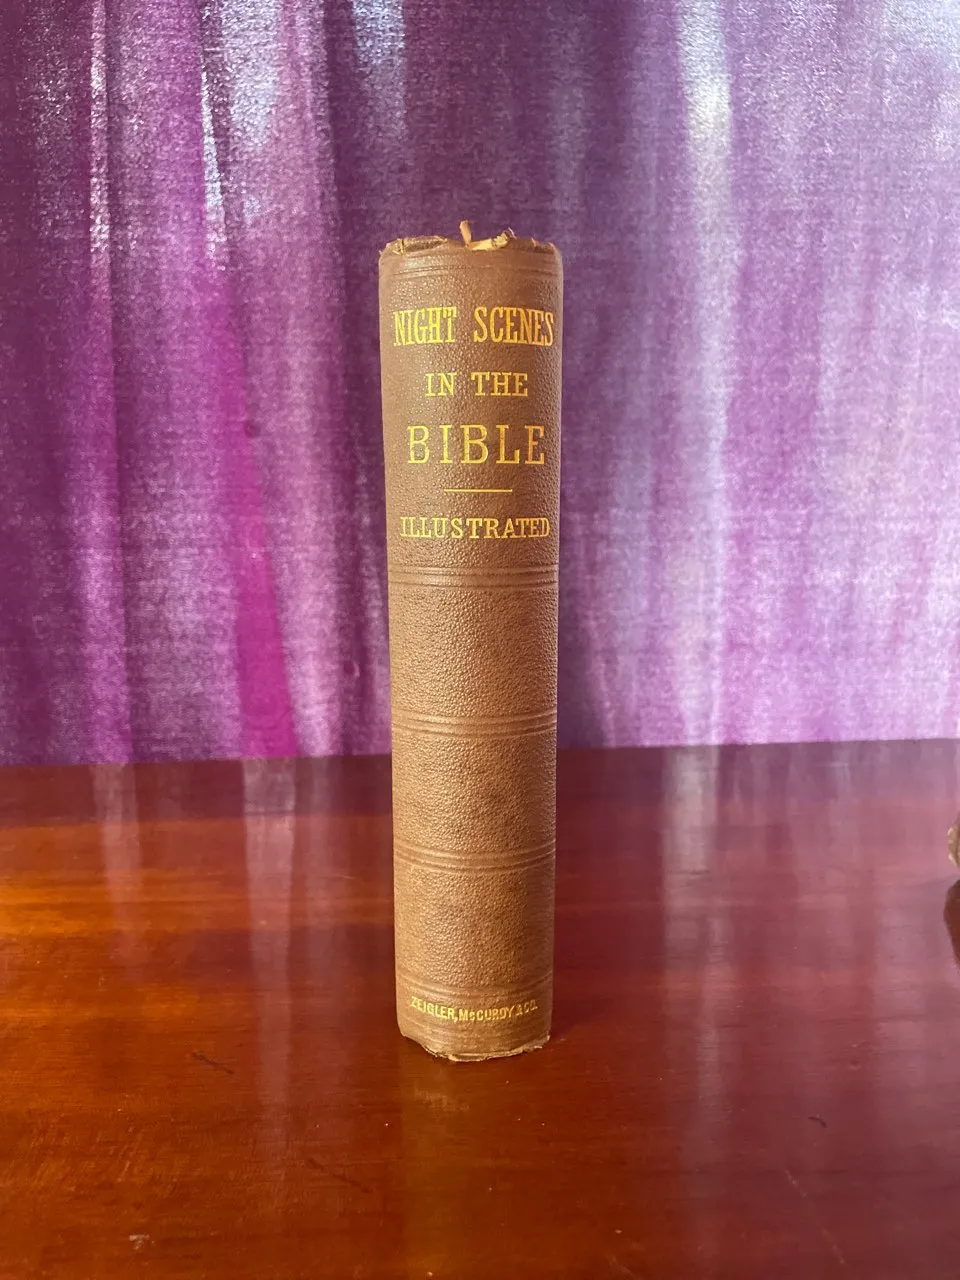 NIGHT SCENES
IN THE
BIBLE
ILLUSTRATED
ZEIGLER, McCURDY & CO.